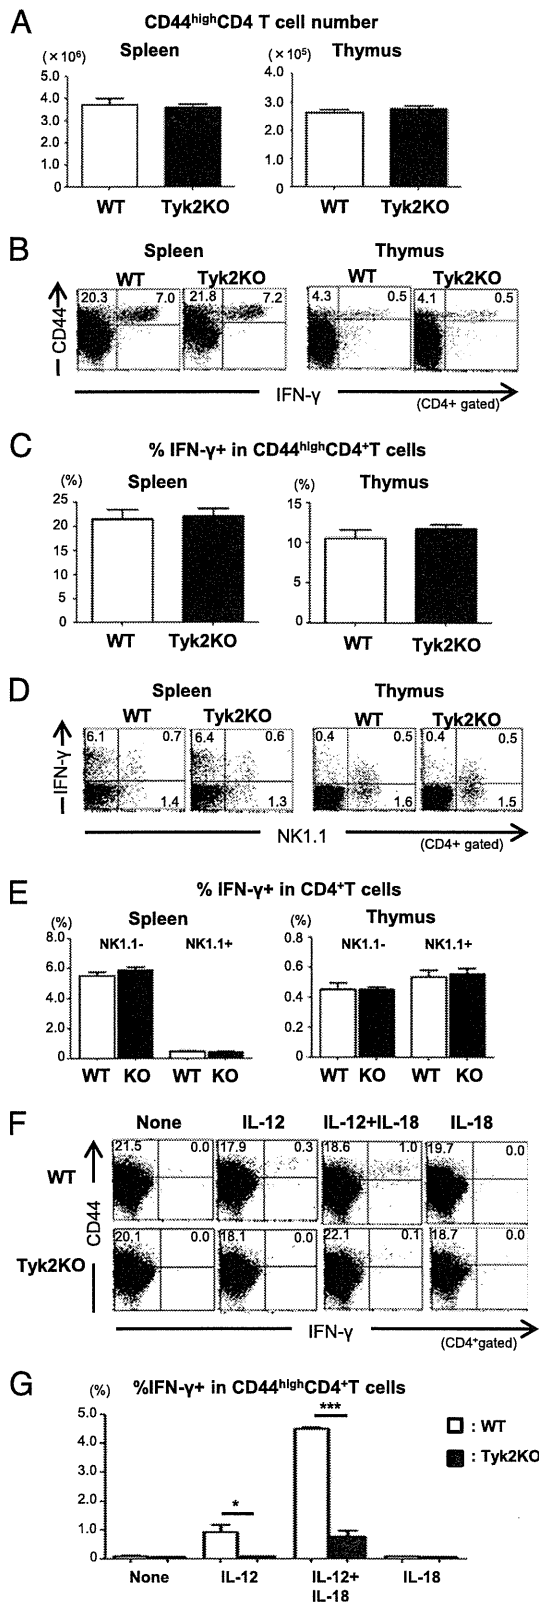 A
CD44highCD4 T cell number
Spleen Thymus
(×10⁶) (×10⁵)
5.0
4.0
3.0
2.0
1.0
0
4.0
3.0
2.0
1.0
0
WT Tyk2KO WT Tyk2KO
B
Spleen Thymus
WT Tyk2KO WT Tyk2KO
20.3 7.0 21.8 7.2 4.3 0.5 4.1 0.5
CD44
IFN-γ
(CD4+ gated)
C
% IFN-γ+ in CD44highCD4+T cells
(%) Spleen (%) Thymus
25
20
15
10
5
0
15
10
5
0
WT Tyk2KO WT Tyk2KO
D
Spleen Thymus
WT Tyk2KO WT Tyk2KO
6.1 0.7 6.4 0.6 0.4 0.5 0.4 0.5
1.4 1.3 1.6 1.5
IFN-γ
NK1.1
(CD4+ gated)
E
% IFN-γ+ in CD4+T cells
(%) Spleen (%) Thymus
NK1.1- NK1.1+ NK1.1- NK1.1+
8.0
6.0
4.0
2.0
0
0.8
0.6
0.4
0.2
0
WT KO WT KO WT KO WT KO
F
None IL-12 IL-12+IL-18 IL-18
WT
21.5 0.0 17.9 0.3 18.6 1.0 19.7 0.0
Tyk2KO
20.1 0.0 18.1 0.0 22.1 0.1 18.7 0.0
CD44
IFN-γ
(CD4+gated)
G
%IFN-γ+ in CD44highCD4+T cells
(%)
5.0
4.0
3.0
2.0
1.0
0
*
***
: WT
: Tyk2KO
None IL-12 IL-12+ IL-18
IL-18